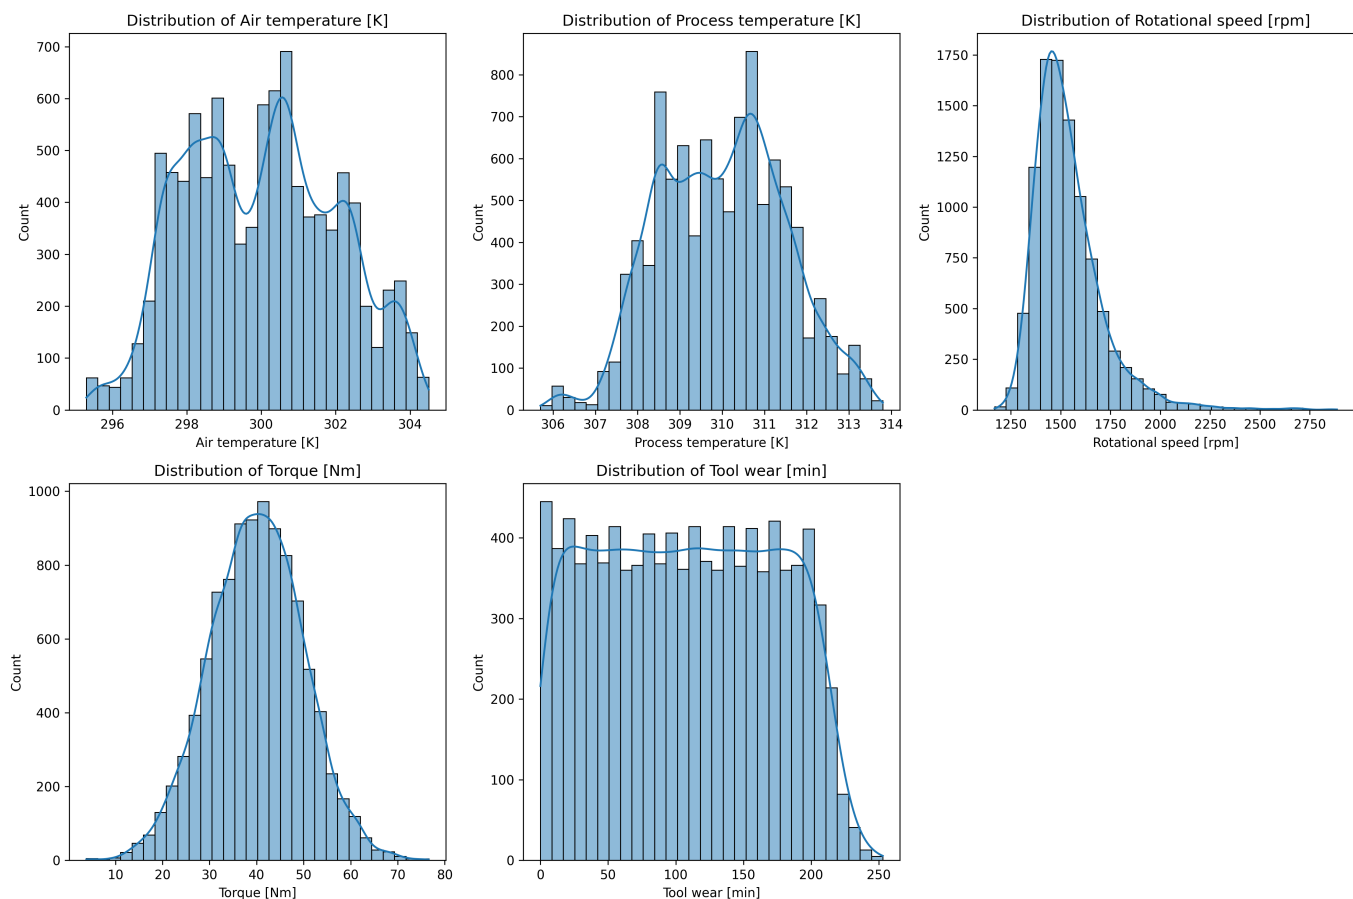 Distribution of Air temperature [K]
Count
700
600
500
400
300
200
100
0
296 298 300 302 304
Air temperature [K]
Distribution of Process temperature [K]
Count
800
700
600
500
400
300
200
100
0
306 307 308 309 310 311 312 313 314
Process temperature [K]
Distribution of Rotational speed [rpm]
Count
1750
1500
1250
1000
750
500
250
0
1250 1500 1750 2000 2250 2500 2750
Rotational speed [rpm]
Distribution of Torque [Nm]
Count
1000
800
600
400
200
0
10 20 30 40 50 60 70 80
Torque [Nm]
Distribution of Tool wear [min]
Count
400
300
200
100
0
0 50 100 150 200 250
Tool wear [min]